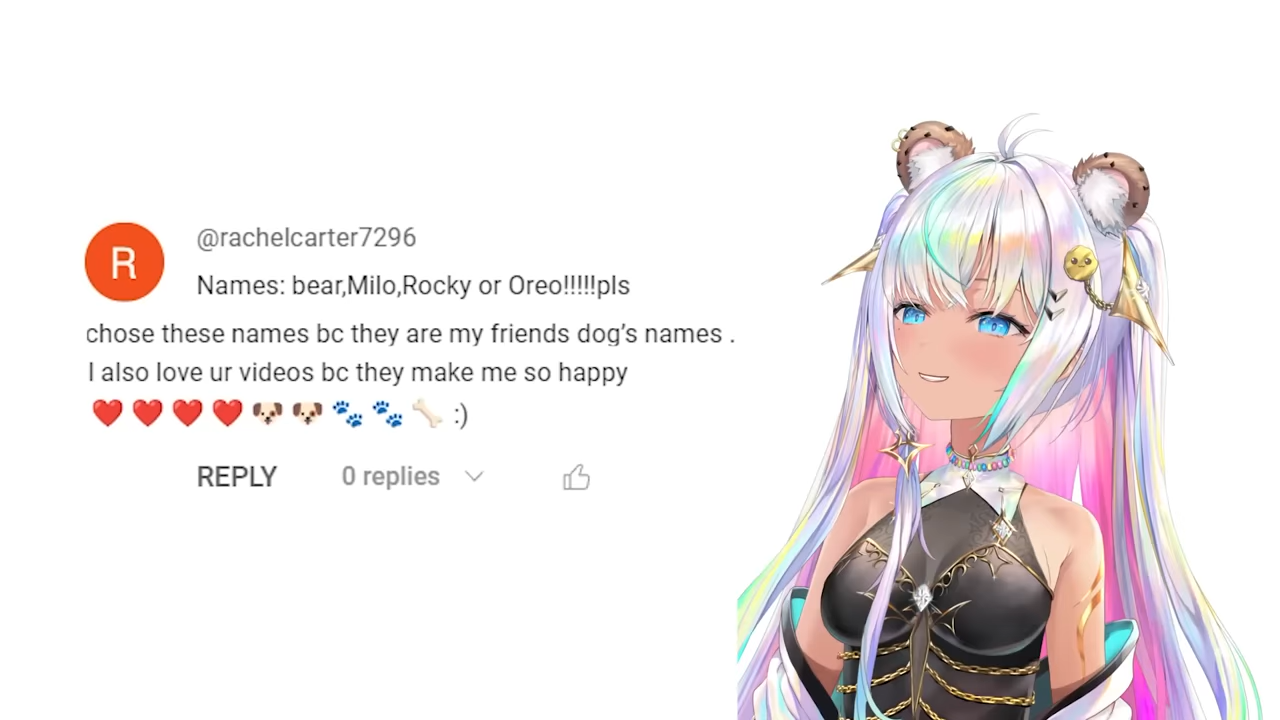 R
@rachelcarter7296
Names: bear,Milo,Rocky or Oreo!!!!!pls
chose these names bc they are my friends dog’s names .
I also love ur videos bc they make me so happy
❤️ ❤️ ❤️ ❤️ 🐶 🐶 🐾 🐾 🦴 :)
REPLY 0 replies